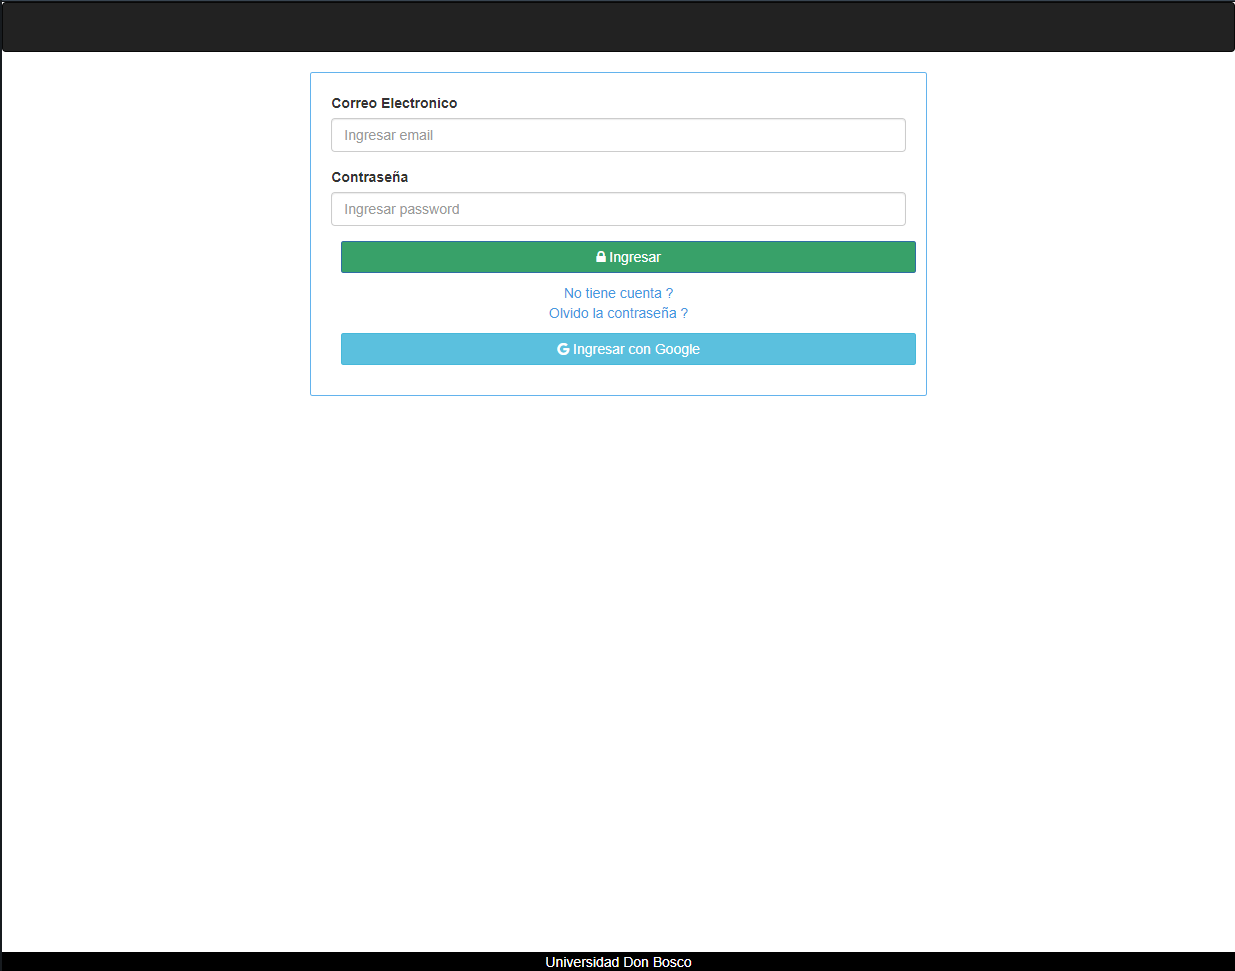 Correo Electronico
Ingresar email
Contraseña
Ingresar password
Ingresar
No tiene cuenta ?
Olvido la contraseña ?
Ingresar con Google
Universidad Don Bosco